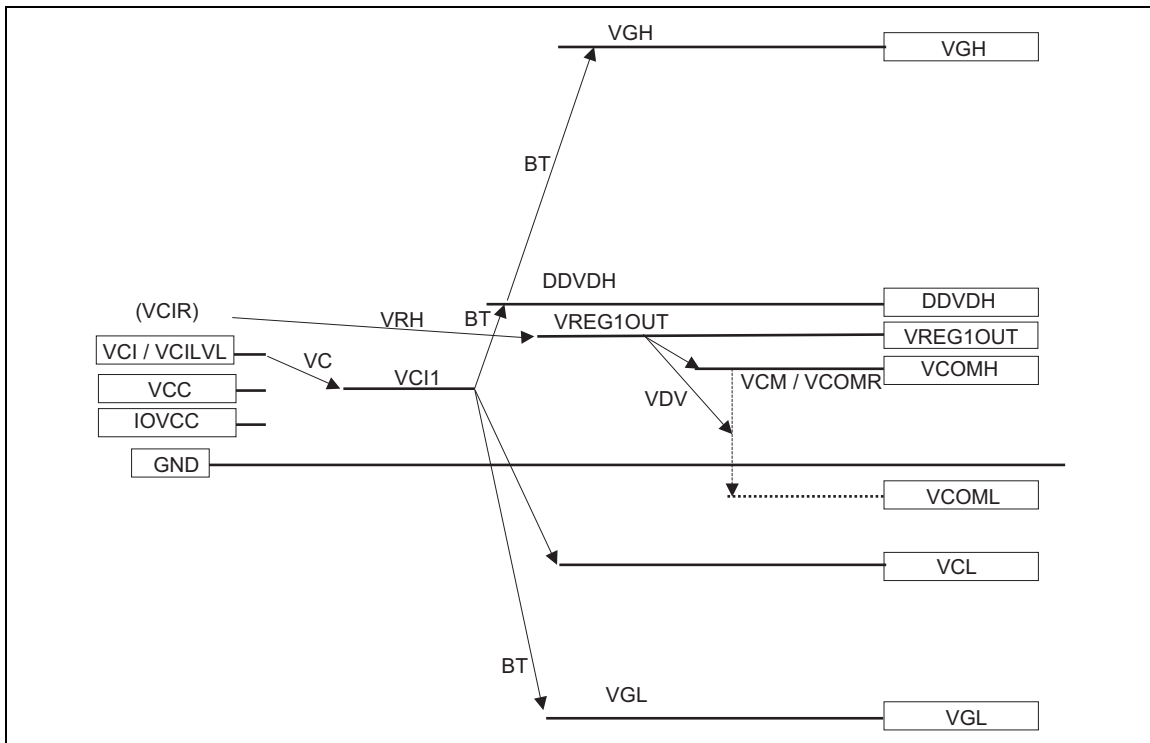 VGH
VGH
BT
DDVDH
DDVDH
(VCIR)
VRH
BT
VREG1OUT
VREG1OUT
VCI / VCILVL
VC
VCI1
VCM / VCOMR
VCOMH
VCC
VDV
IOVCC
GND
VCOML
VCL
BT
VGL
VGL